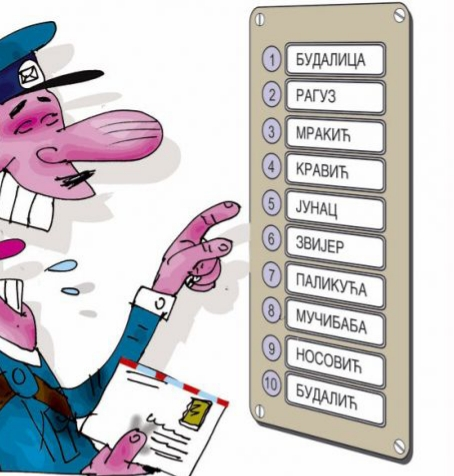 1 БУДАЛИЦА
2 РАГУЗ
3 МРАКИЋ
4 КРАВИЋ
5 ЈУНАЦ
6 ЗВИЈЕР
7 ПАЛИКУЋА
8 МУЧИБАБА
9 НОСОВИЋ
10 БУДАЛИЋ